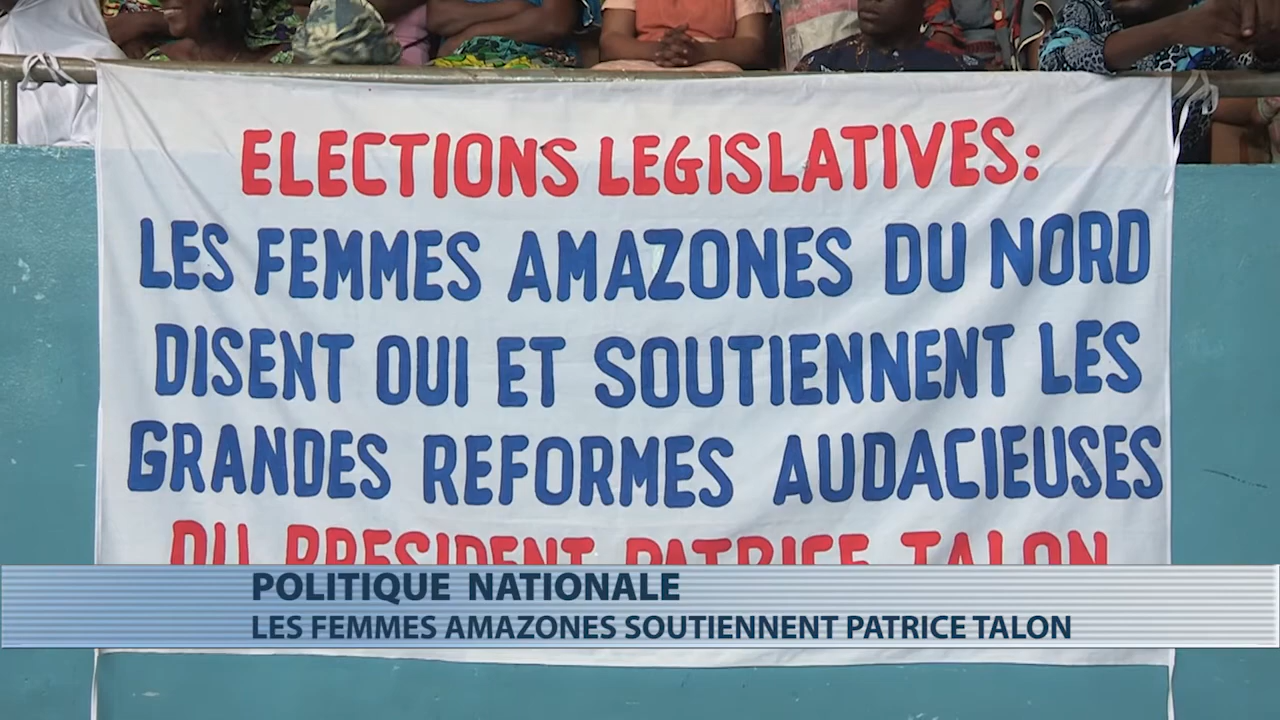 ELECTIONS LEGISLATIVES:
LES FEMMES AMAZONES DU NORD
DISENT OUI ET SOUTIENNENT LES
GRANDES REFORMES AUDACIEUSES
DU PRESIDENT PATRICE TALON
POLITIQUE NATIONALE
LES FEMMES AMAZONES SOUTIENNENT PATRICE TALON